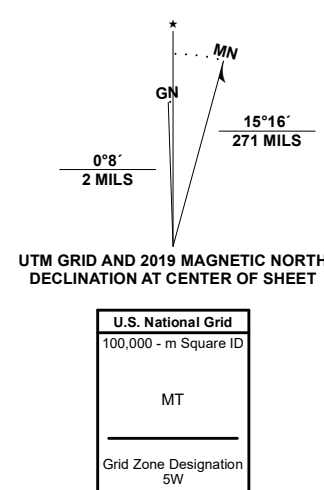 ★
MN
GN
15°16´
271 MILS
0°8´
2 MILS
UTM GRID AND 2019 MAGNETIC NORTH
DECLINATION AT CENTER OF SHEET
U.S. National Grid
100,000 - m Square ID
MT
Grid Zone Designation
5W